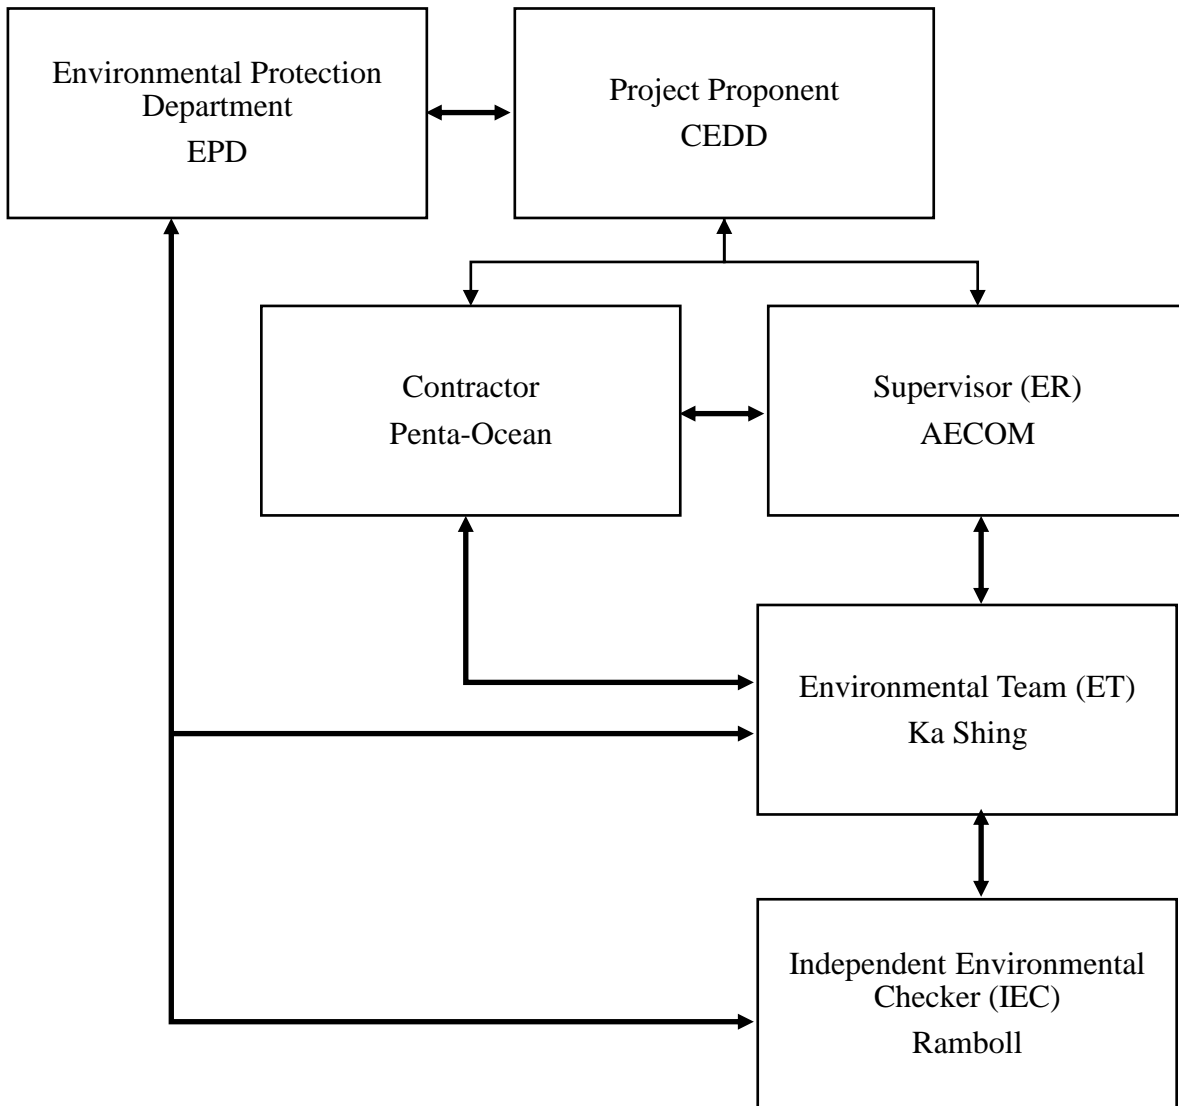 Environmental Protection
Department
EPD
Project Proponent
CEDD
Contractor
Penta-Ocean
Supervisor (ER)
AECOM
Environmental Team (ET)
Ka Shing
Independent Environmental
Checker (IEC)
Ramboll